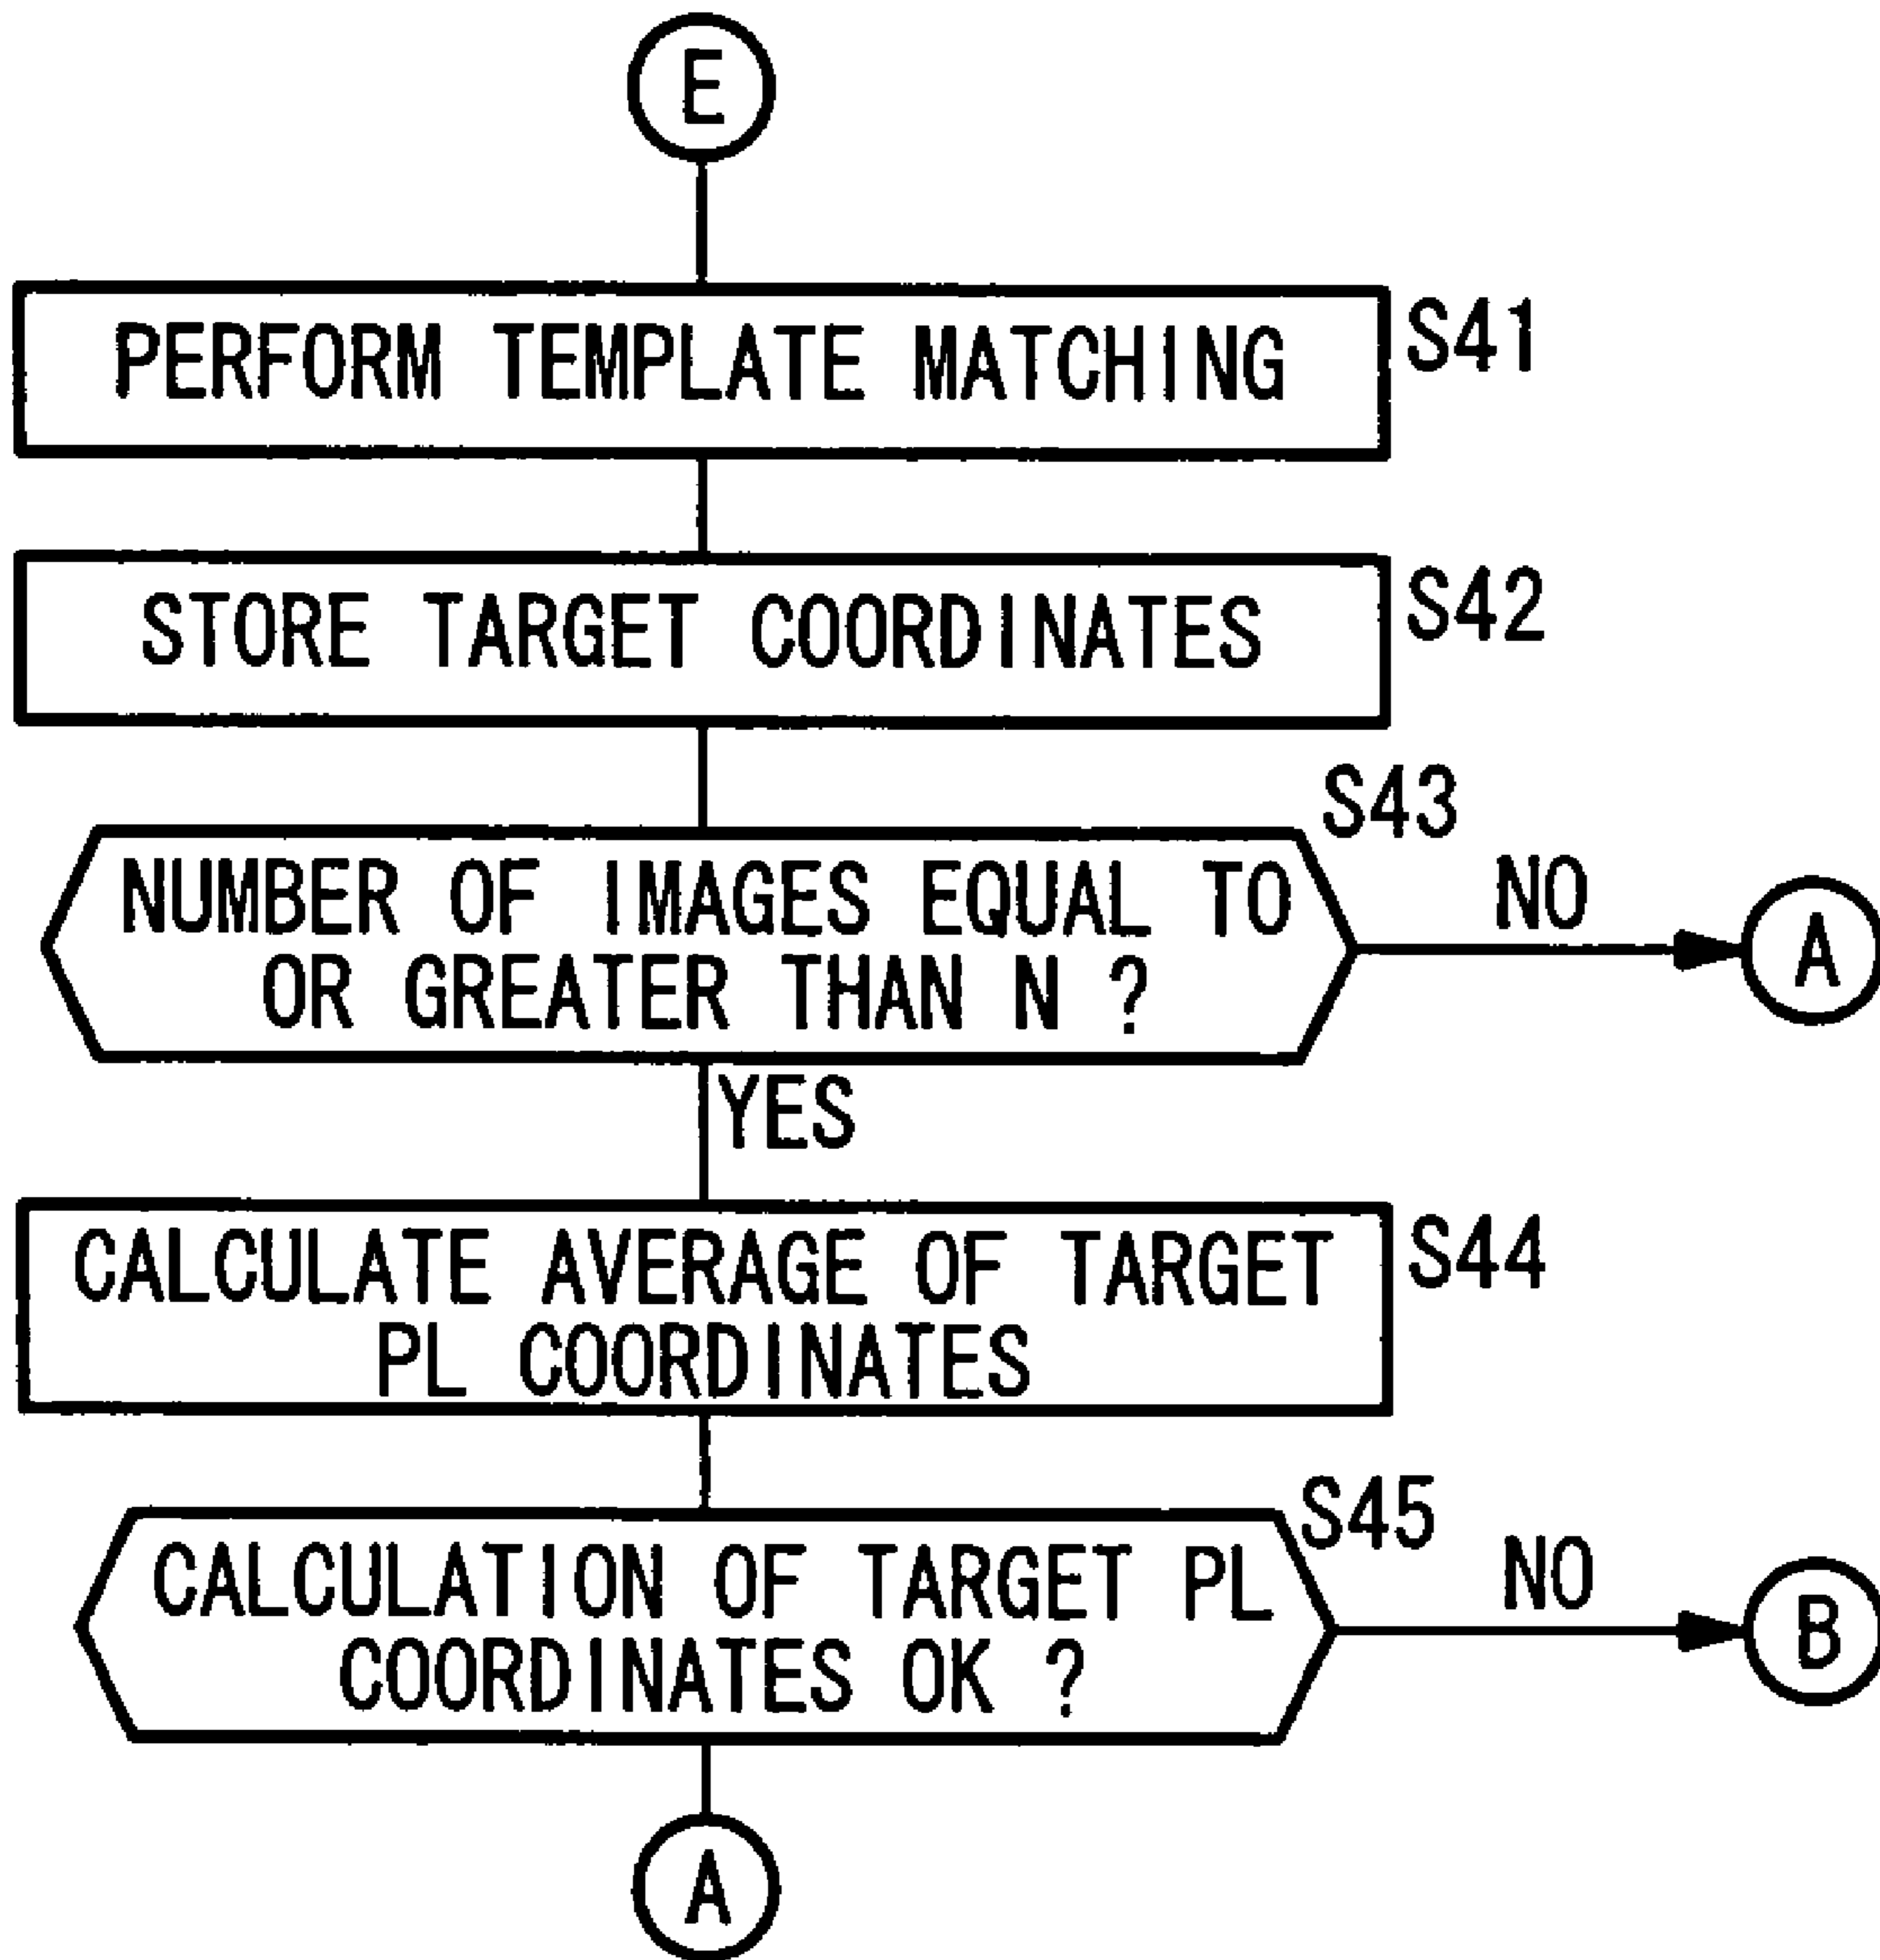 E
PERFORM TEMPLATE MATCHING
S41
STORE TARGET COORDINATES
S42
S43
NUMBER OF IMAGES EQUAL TO
OR GREATER THAN N ?
NO
A
YES
CALCULATE AVERAGE OF TARGET
PL COORDINATES
S44
S45
CALCULATION OF TARGET PL
COORDINATES OK ?
NO
B
A